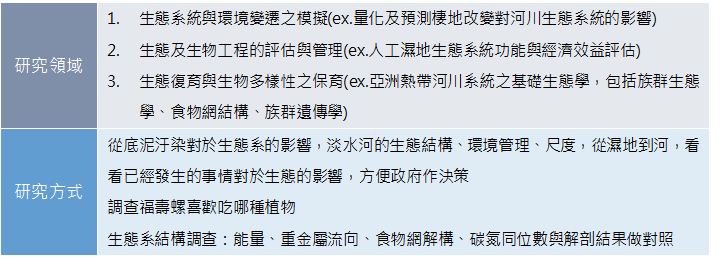 研究領域
1. 生態系統與環境變遷之模擬(ex.量化及預測棲地改變對河川生態系統的影響)
2. 生態及生物工程的評估與管理(ex.人工濕地生態系統功能與經濟效益評估)
3. 生態復育與生物多樣性之保育(ex.亞洲熱帶河川系統之基礎生態學，包括族群生態
學、食物網結構、族群遺傳學)
研究方式
從底泥汙染對於生態系的影響，淡水河的生態結構、環境管理、尺度，從濕地到河，看
看已經發生的事情對於生態的影響，方便政府作決策
調查福壽螺喜歡吃哪種植物
生態系結構調查：能量、重金屬流向、食物網解構、碳氮同位數與解剖結果做對照